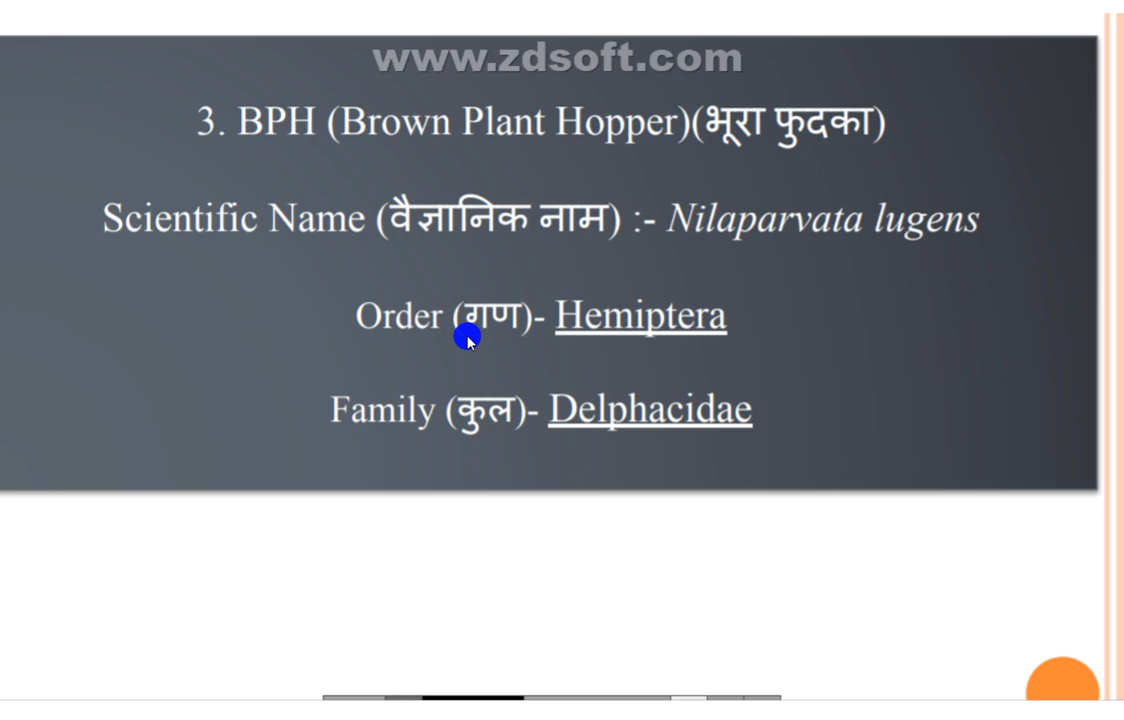 www.zdsoft.com
3. BPH (Brown Plant Hopper)(भूरा फुदका)
Scientific Name (वैज्ञानिक नाम) :- Nilaparvata lugens
Order (गण)- Hemiptera
Family (कुल)- Delphacidae